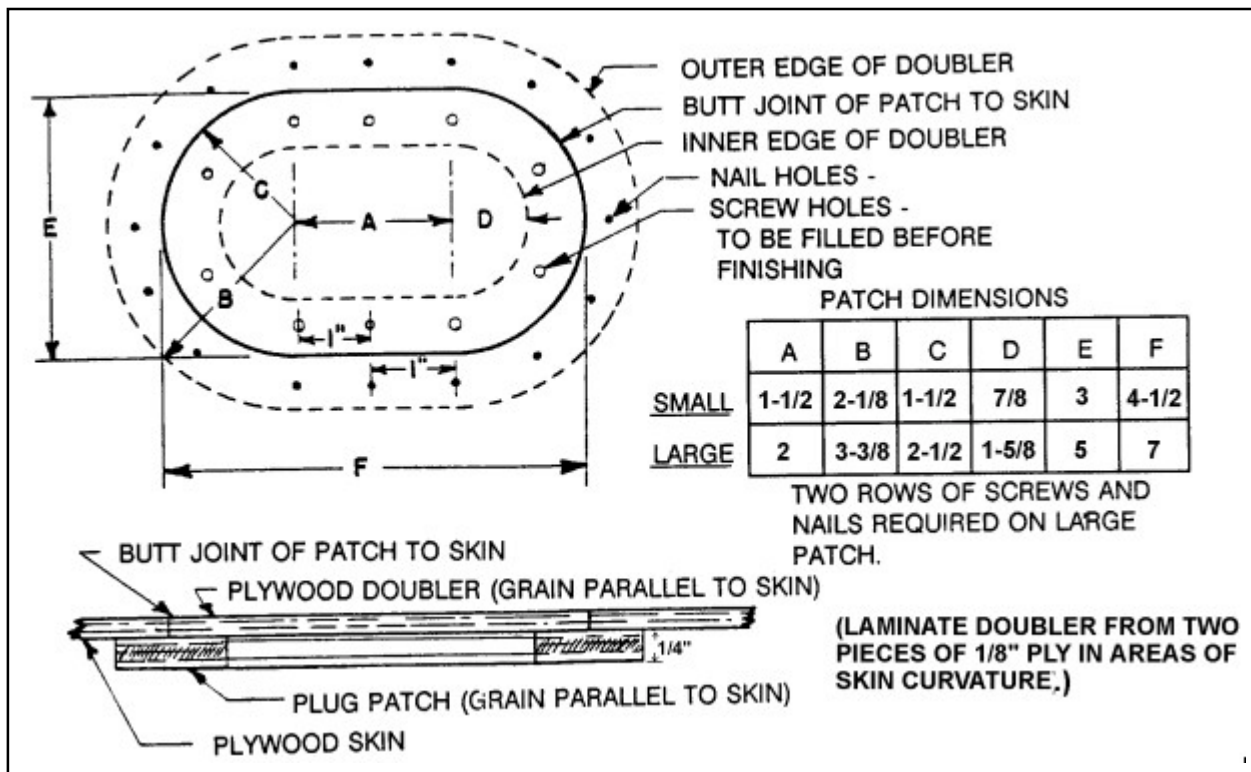 OUTER EDGE OF DOUBLER
BUTT JOINT OF PATCH TO SKIN
INNER EDGE OF DOUBLER
NAIL HOLES -
SCREW HOLES -
TO BE FILLED BEFORE
FINISHING
E
C
A
D
B
1"
1"
F
PATCH DIMENSIONS
A B C D E F
SMALL 1-1/2 2-1/8 1-1/2 7/8 3 4-1/2
LARGE 2 3-3/8 2-1/2 1-5/8 5 7
TWO ROWS OF SCREWS AND
NAILS REQUIRED ON LARGE
PATCH.
BUTT JOINT OF PATCH TO SKIN
PLYWOOD DOUBLER (GRAIN PARALLEL TO SKIN)
1/4"
PLUG PATCH (GRAIN PARALLEL TO SKIN)
PLYWOOD SKIN
(LAMINATE DOUBLER FROM TWO
PIECES OF 1/8" PLY IN AREAS OF
SKIN CURVATURE.)